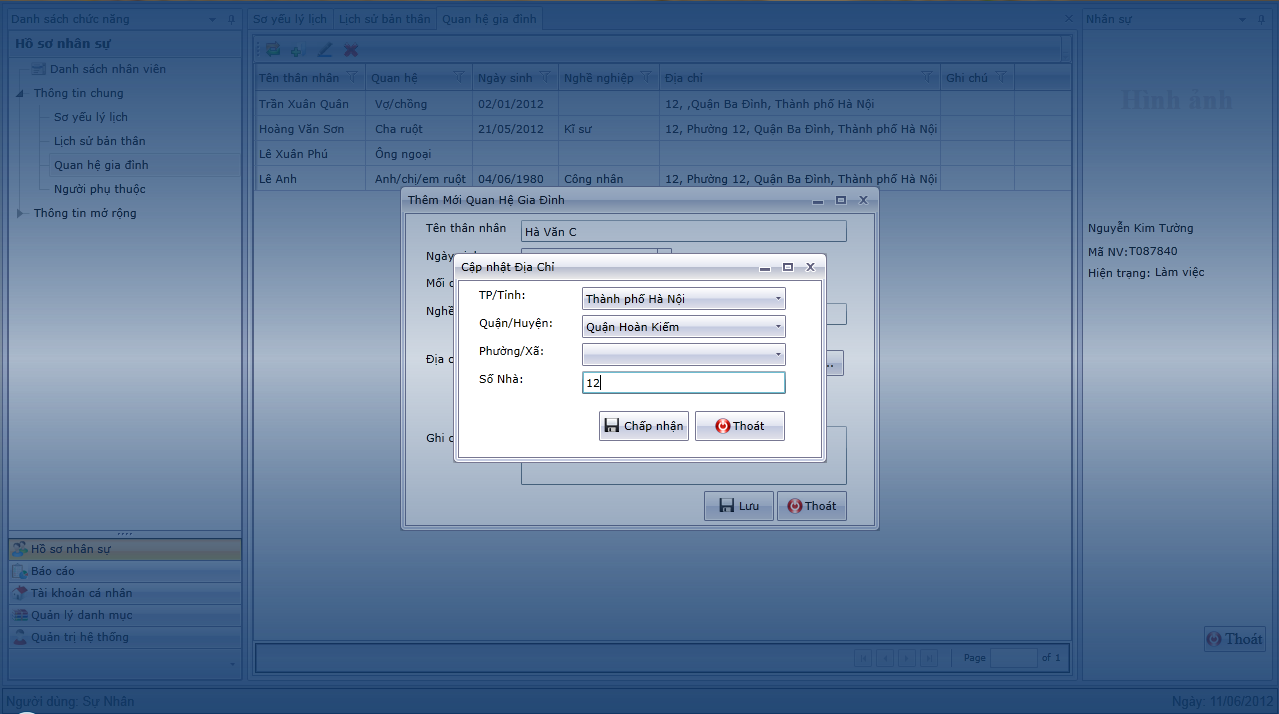 Danh sách chức năng
Hồ sơ nhân sự
Danh sách nhân viên
Thông tin chung
Sơ yếu lý lịch
Lịch sử bản thân
Quan hệ gia đình
Người phụ thuộc
Thông tin mở rộng
Hồ sơ nhân sự
Báo cáo
Tài khoản cá nhân
Quản lý danh mục
Quản trị hệ thống
Sơ yếu lý lịch Lịch sử bản thân Quan hệ gia đình
Tên thân nhân Quan hệ Ngày sinh Nghề nghiệp Địa chỉ Ghi chú
Trần Xuân Quân Vợ/chồng 02/01/2012 12, ,Quận Ba Đình, Thành phố Hà Nội
Hoàng Văn Sơn Cha ruột 21/05/2012 Kĩ sư 12, Phường 12, Quận Ba Đình, Thành phố Hà Nội
Lê Xuân Phú Ông ngoại
Lê Anh Anh/chị/em ruột 04/06/1980 Công nhân 12, Phường 12, Quận Ba Đình, Thành phố Hà Nội
Thêm Mới Quan Hệ Gia Đình
Tên thân nhân Hà Văn C
Ngày
Mối
Nghề
Địa
Ghi
Cập nhật Địa Chỉ
TP/Tỉnh: Thành phố Hà Nội
Quận/Huyện: Quận Hoàn Kiếm
Phường/Xã:
Số Nhà: 12
Chấp nhận Thoát
...
Lưu Thoát
Page of 1
Nhân sự
Hình ảnh
Nguyễn Kim Tường
Mã NV:T087840
Hiện trạng: Làm việc
Thoát
Người dùng: Sự Nhân
Ngày: 11/06/2012